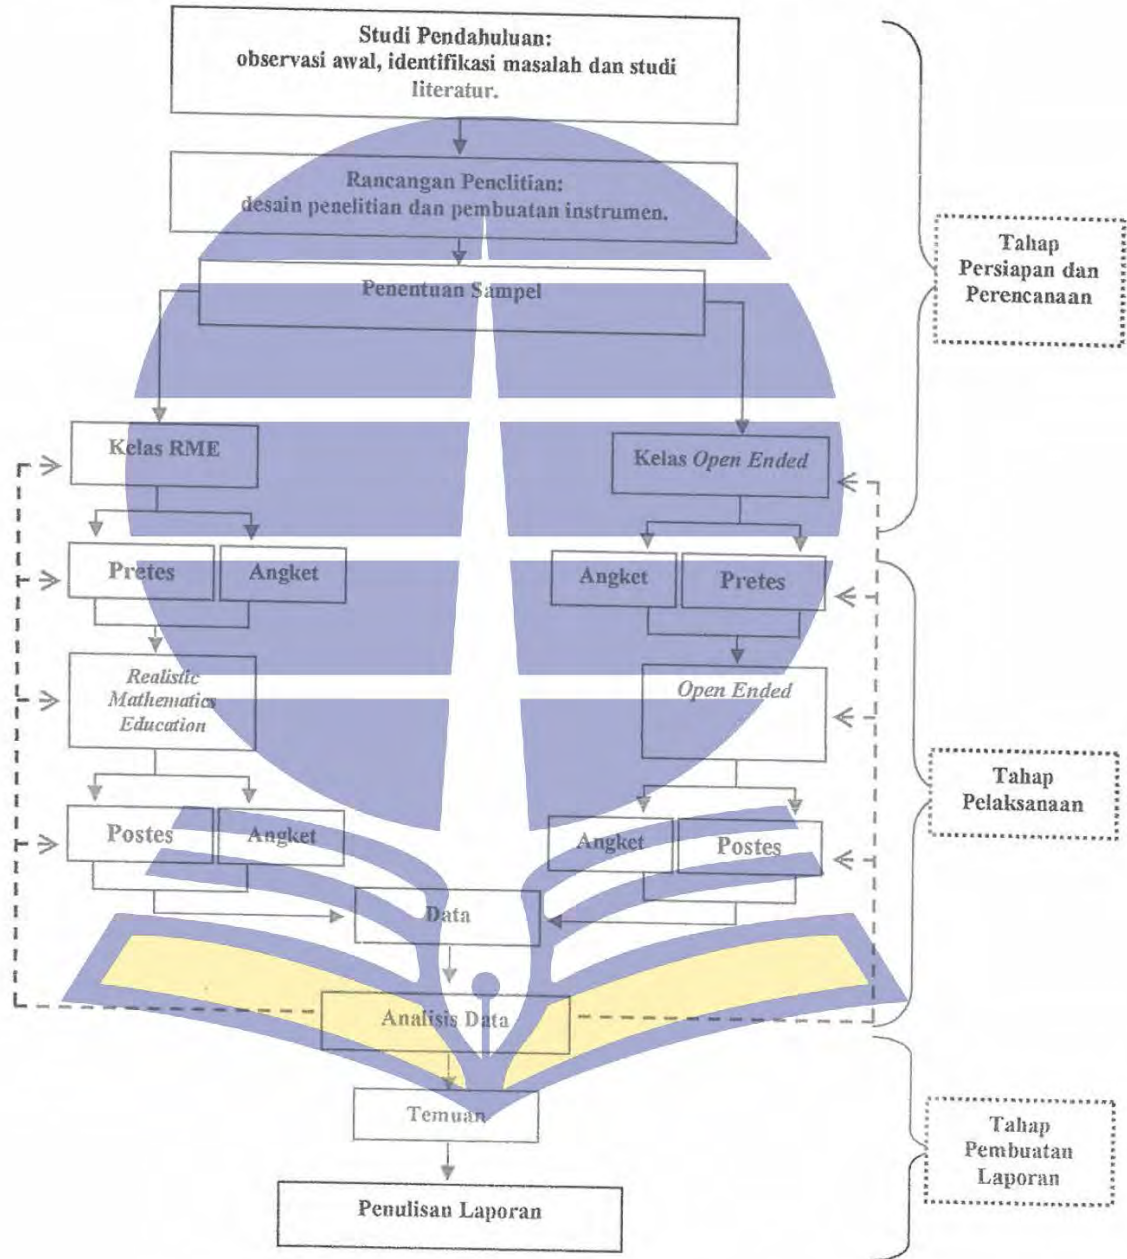 Studi Pendahuluan:
observasi awal, identifikasi masalah dan studi
literatur.
Rancangan Penelitian:
desain penelitian dan pembuatan instrumen.
Tahap
Persiapan dan
Perencanaan
Penentuan Sampel
Kelas RME
Kelas Open Ended
Pretes
Angket
Angket
Pretes
Realistic
Mathematics
Education
Open Ended
Tahap
Pelaksanaan
Postes
Angket
Angket
Postes
Data
Analisis Data
Temuan
Tahap
Pembuatan
Laporan
Penulisan Laporan